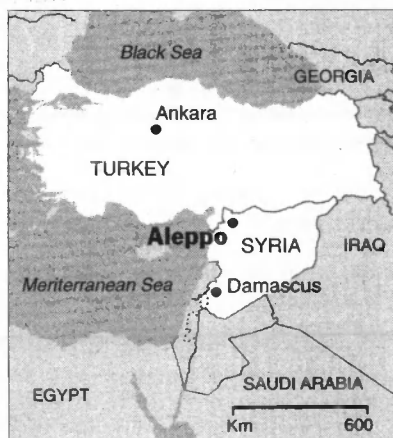 Black Sea
GEORGIA
Ankara
TURKEY
Aleppo
SYRIA
IRAQ
Meriterranean Sea
Damascus
EGYPT
SAUDI ARABIA
Km 600